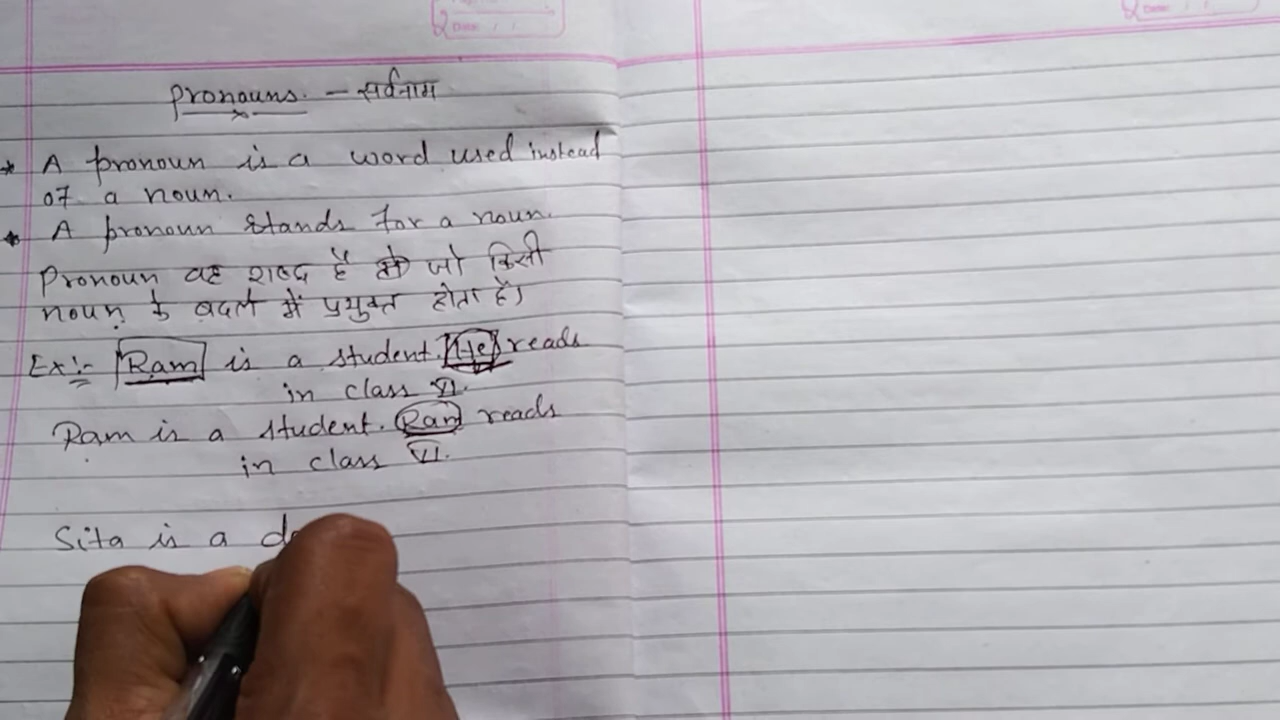 Date: / /
Date: / /
Pronouns. – सर्वनाम
* A pronoun is a word used instead
of a noun.
* A pronoun stands for a noun.
Pronoun वह शब्द है जो किसी
noun के बदले में प्रयुक्त होता है।
Ex:- Ram is a student. He reads
in class VI.
Ram is a student. Ram reads
in class VI.
Sita is a